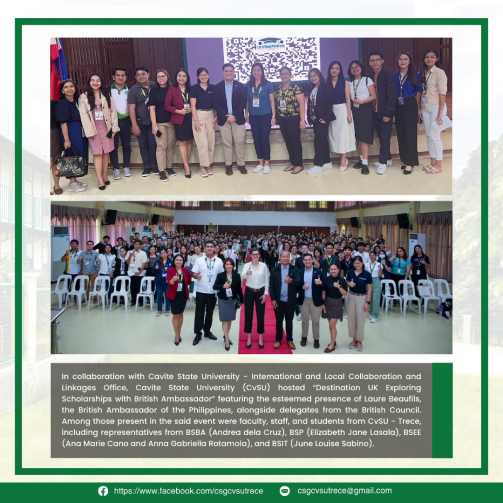 In collaboration with Cavite State University - International and Local Collaboration and
Linkages Office, Cavite State University (CvSU) hosted "Destination UK Exploring
Scholarships with British Ambassador" featuring the esteemed presence of Laure Beaufils,
the British Ambassador of the Philippines, alongside delegates from the British Council.
Among those present in the said event were faculty, staff, and students from CvSU - Trece,
including representatives from BSBA (Andrea dela Cruz), BSP (Elizabeth Jane Lasala), BSEE
(Ana Marie Cano and Anna Gabriella Rotamola), and BSIT (June Louise Sabino).
https://www.facebook.com/csgcvsutrece
csgcvsutrece@gmail.com